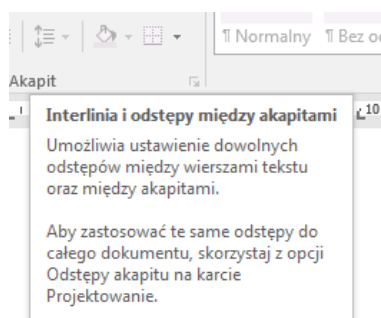 ¶ Normalny ¶ Bez
Akapit
10
Interlinia i odstępy między akapitami
Umożliwia ustawienie dowolnych
odstępów między wierszami tekstu
oraz między akapitami.
Aby zastosować te same odstępy do
całego dokumentu, skorzystaj z opcji
Odstępy akapitu na karcie
Projektowanie.